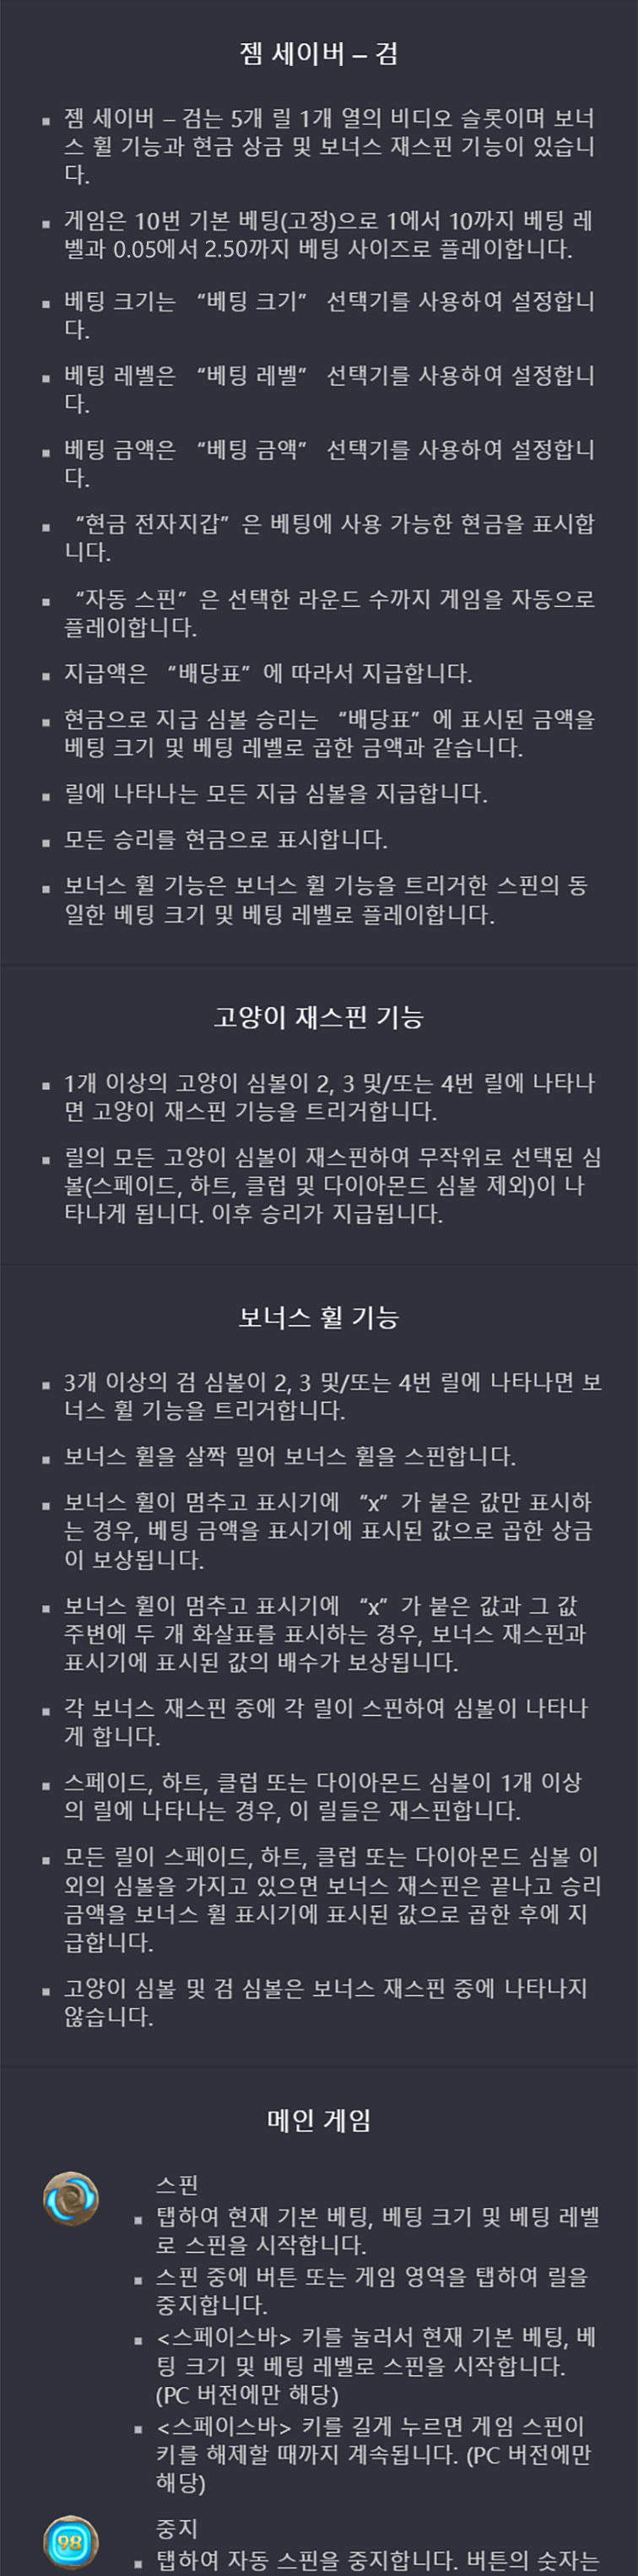 젬 세이버 – 검
젬 세이버 – 검는 5개 릴 1개 열의 비디오 슬롯이며 보너
스 휠 기능과 현금 상금 및 보너스 재스핀 기능이 있습니
다.
게임은 10번 기본 베팅(고정)으로 1에서 10까지 베팅 레
벨과 0.05에서 2.50까지 베팅 사이즈로 플레이합니다.
베팅 크기는 “베팅 크기” 선택기를 사용하여 설정합니
다.
베팅 레벨은 “베팅 레벨” 선택기를 사용하여 설정합니
다.
베팅 금액은 “베팅 금액” 선택기를 사용하여 설정합니
다.
“현금 전자지갑” 은 베팅에 사용 가능한 현금을 표시합
니다.
“자동 스핀” 은 선택한 라운드 수까지 게임을 자동으로
플레이합니다.
지급액은 “배당표” 에 따라서 지급합니다.
현금으로 지급 심볼 승리는 “배당표” 에 표시된 금액을
베팅 크기 및 베팅 레벨로 곱한 금액과 같습니다.
릴에 나타나는 모든 지급 심볼을 지급합니다.
모든 승리를 현금으로 표시합니다.
보너스 휠 기능은 보너스 휠 기능을 트리거한 스핀의 동
일한 베팅 크기 및 베팅 레벨로 플레이합니다.
고양이 재스핀 기능
1개 이상의 고양이 심볼이 2, 3 및/또는 4번 릴에 나타나
면 고양이 재스핀 기능을 트리거합니다.
릴의 모든 고양이 심볼이 재스핀하여 무작위로 선택된 심
볼(스페이드, 하트, 클럽 및 다이아몬드 심볼 제외)이 나
타나게 됩니다. 이후 승리가 지급됩니다.
보너스 휠 기능
3개 이상의 검 심볼이 2, 3 및/또는 4번 릴에 나타나면 보
너스 휠 기능을 트리거합니다.
보너스 휠을 살짝 밀어 보너스 휠을 스핀합니다.
보너스 휠이 멈추고 표시기에 “x” 가 붙은 값만 표시하
는 경우, 베팅 금액을 표시기에 표시된 값으로 곱한 상금
이 보상됩니다.
보너스 휠이 멈추고 표시기에 “x” 가 붙은 값과 그 값
주변에 두 개 화살표를 표시하는 경우, 보너스 재스핀과
표시기에 표시된 값의 배수가 보상됩니다.
각 보너스 재스핀 중에 각 릴이 스핀하여 심볼이 나타나
게 합니다.
스페이드, 하트, 클럽 또는 다이아몬드 심볼이 1개 이상
의 릴에 나타나는 경우, 이 릴들은 재스핀합니다.
모든 릴이 스페이드, 하트, 클럽 또는 다이아몬드 심볼 이
외의 심볼을 가지고 있으면 보너스 재스핀은 끝나고 승리
금액을 보너스 휠 표시기에 표시된 값으로 곱한 후에 지
급합니다.
고양이 심볼 및 검 심볼은 보너스 재스핀 중에 나타나지
않습니다.
메인 게임
스핀
탭하여 현재 기본 베팅, 베팅 크기 및 베팅 레벨
로 스핀을 시작합니다.
스핀 중에 버튼 또는 게임 영역을 탭하여 릴을
중지합니다.
<스페이스바> 키를 눌러서 현재 기본 베팅, 베
팅 크기 및 베팅 레벨로 스핀을 시작합니다.
(PC 버전에만 해당)
<스페이스바> 키를 길게 누르면 게임 스핀이
키를 해제할 때까지 계속됩니다. (PC 버전에만
해당)
98
중지
탭하여 자동 스핀을 중지합니다. 버튼의 숫자는